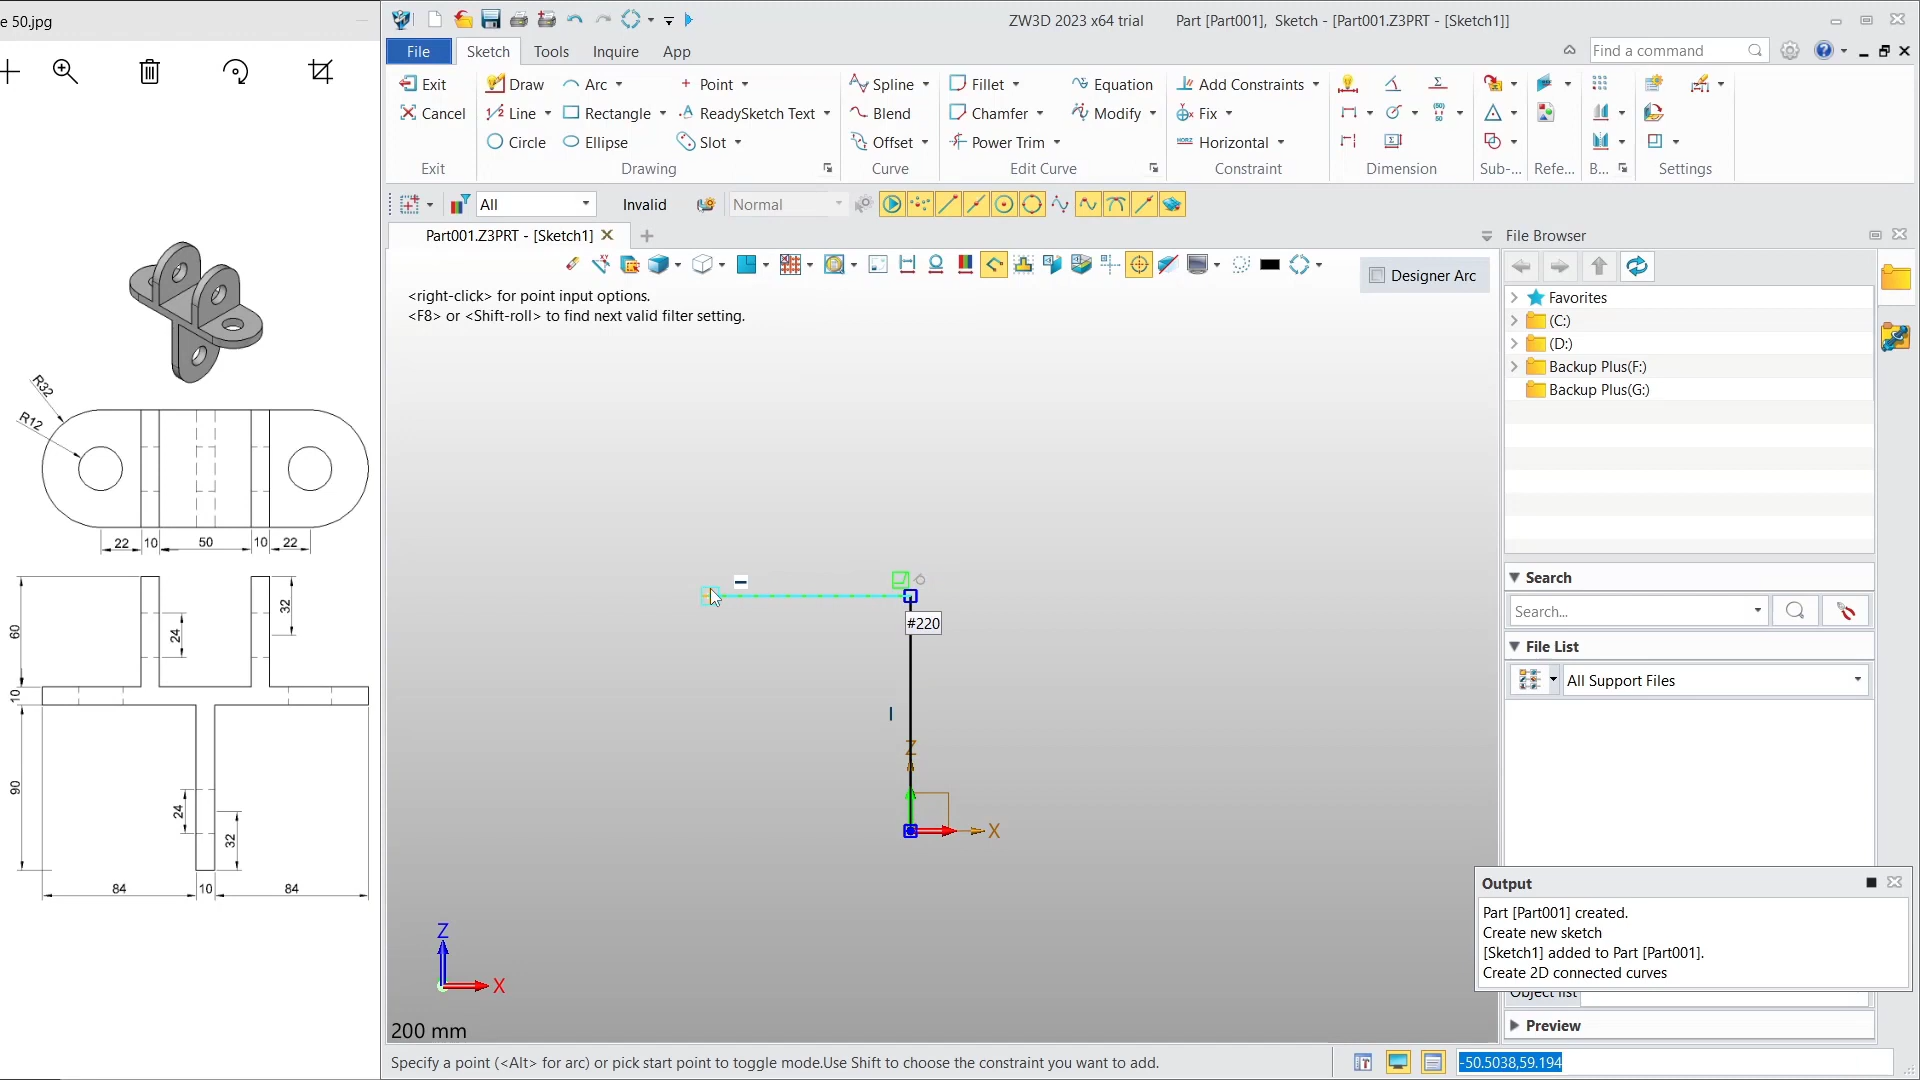 e 50.jpg
R32
R12
22
10
50
10
22
60
24
32
10
90
24
32
84
10
84
ZW3D 2023 x64 trial
Part [Part001], Sketch - [Part001.Z3PRT - [Sketch1]]
File
Sketch
Tools
Inquire
App
Find a command
Exit
Draw
Arc
Point
Spline
Fillet
Equation
Add Constraints
Cancel
Line
Rectangle
ReadySketch Text
Blend
Chamfer
Modify
Fix
Circle
Ellipse
Slot
Offset
Power Trim
Horizontal
Exit
Drawing
Curve
Edit Curve
Constraint
Dimension
Sub-...
Refe...
B...
Settings
All
Invalid
Normal
Part001.Z3PRT - [Sketch1]
File Browser
<right-click> for point input options.
<F8> or <Shift-roll> to find next valid filter setting.
Designer Arc
Favorites
(C:)
(D:)
Backup Plus(F:)
Backup Plus(G:)
#220
Z
X
Z
X
200 mm
Search
Search...
File List
All Support Files
Output
Part [Part001] created.
Create new sketch
[Sketch1] added to Part [Part001].
Create 2D connected curves
Object list
Preview
Specify a point (<Alt> for arc) or pick start point to toggle mode.Use Shift to choose the constraint you want to add.
-50.5038,59.194